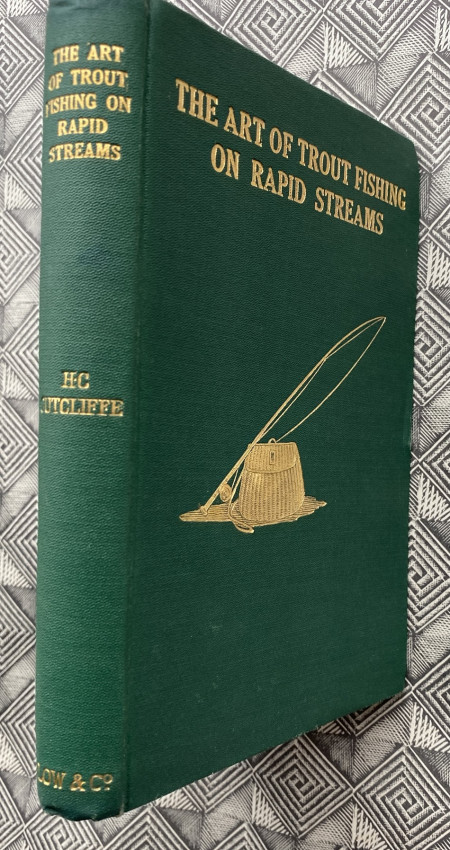 THE ART
OF TROUT
FISHING ON
RAPID
STREAMS
H·C
CUTCLIFFE
LOW & Cº
THE ART OF TROUT FISHING
ON RAPID STREAMS